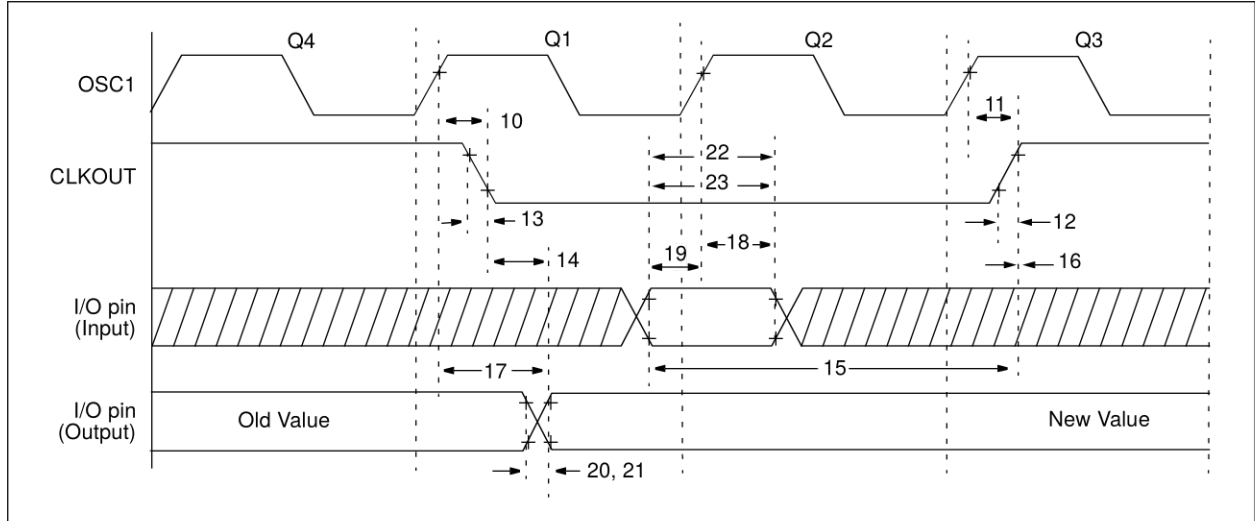 Q4
Q1
Q2
Q3
OSC1
11
10
22
CLKOUT
23
13
12
18
19
14
16
I/O pin
(Input)
17
15
I/O pin
(Output)
Old Value
New Value
20, 21